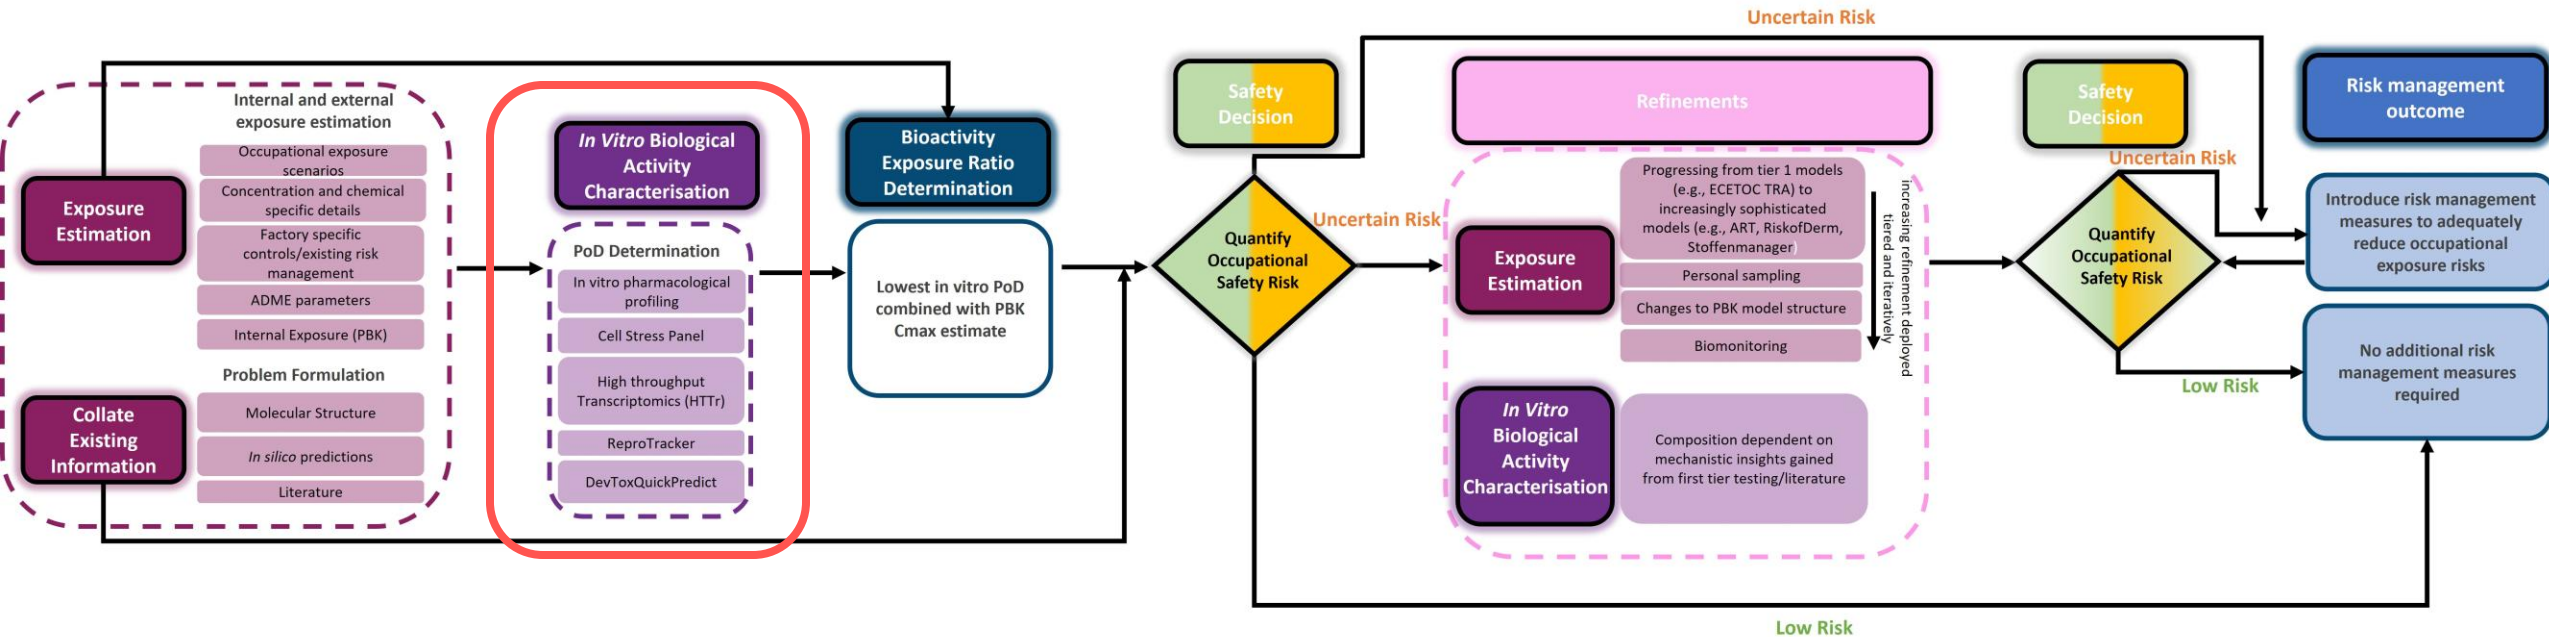 Uncertain Risk
Internal and external
exposure estimation
Exposure
Estimation
Occupational exposure
scenarios
Concentration and chemical
specific details
Factory specific
controls/existing risk
management
ADME parameters
Internal Exposure (PBK)
Problem Formulation
Collate
Existing
Information
Molecular Structure
In silico predictions
Literature
In Vitro Biological
Activity
Characterisation
PoD Determination
In vitro pharmacological
profiling
Cell Stress Panel
High throughput
Transcriptomics (HTTr)
ReproTracker
DevToxQuickPredict
Bioactivity
Exposure Ratio
Determination
Lowest in vitro PoD
combined with PBK
Cmax estimate
Safety
Decision
Quantify
Occupational
Safety Risk
Uncertain Risk
Refinements
Exposure
Estimation
Progressing from tier 1 models
(e.g., ECETOC TRA) to
increasingly sophisticated
models (e.g., ART, RiskofDerm,
Stoffenmanager)
Personal sampling
Changes to PBK model structure
Biomonitoring
increasing refinement deployed
tiered and iteratively
In Vitro
Biological
Activity
Characterisation
Composition dependent on
mechanistic insights gained
from first tier testing/literature
Safety
Decision
Uncertain Risk
Quantify
Occupational
Safety Risk
Low Risk
Risk management
outcome
Introduce risk management
measures to adequately
reduce occupational
exposure risks
No additional risk
management measures
required
Low Risk